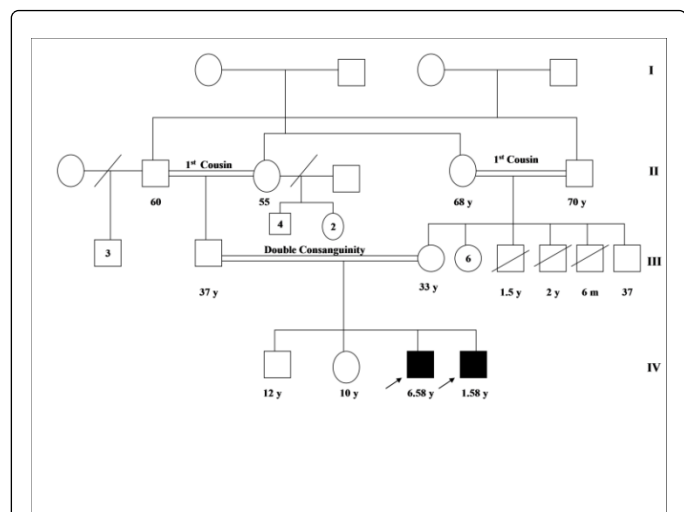 I
1st Cousin
1st Cousin
II
60
55
68 y
70 y
4
2
3
Double Consanguinity
6
III
37 y
33 y
1.5 y
2 y
6 m
37
IV
12 y
10 y
6.58 y
1.58 y